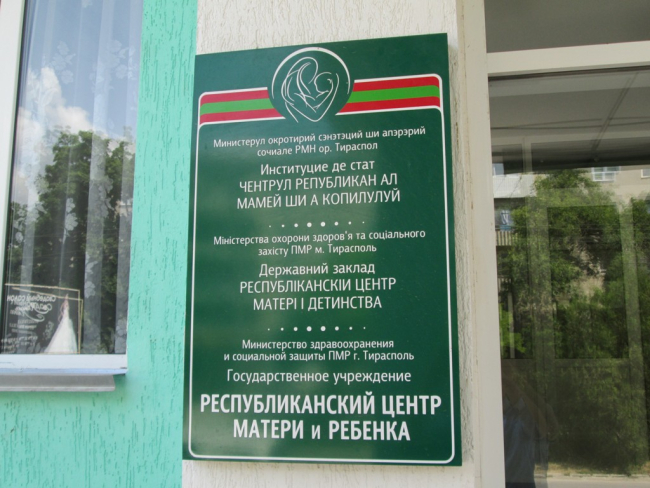 Министерул окротирий сэнэтэций ши апэрэрий
сочиале РМН ор. Тираспол
Институцие де стат
ЧЕНТРУЛ РЕПУБЛИКАН АЛ
МАМЕЙ ШИ А КОПИЛУЛУЙ
Міністерства охорони здоров'я та соціального
захісту ПМР м. Тирасполь
Державний заклад
РЕСПУБЛІКАНСКІЙ ЦЕНТР
МАТЕРІ І ДЕТИНСТВА
Министерство здравоохранения
и социальной защиты ПМР г. Тирасполь
Государственное учреждение
РЕСПУБЛИКАНСКИЙ ЦЕНТР
МАТЕРИ и РЕБЕНКА